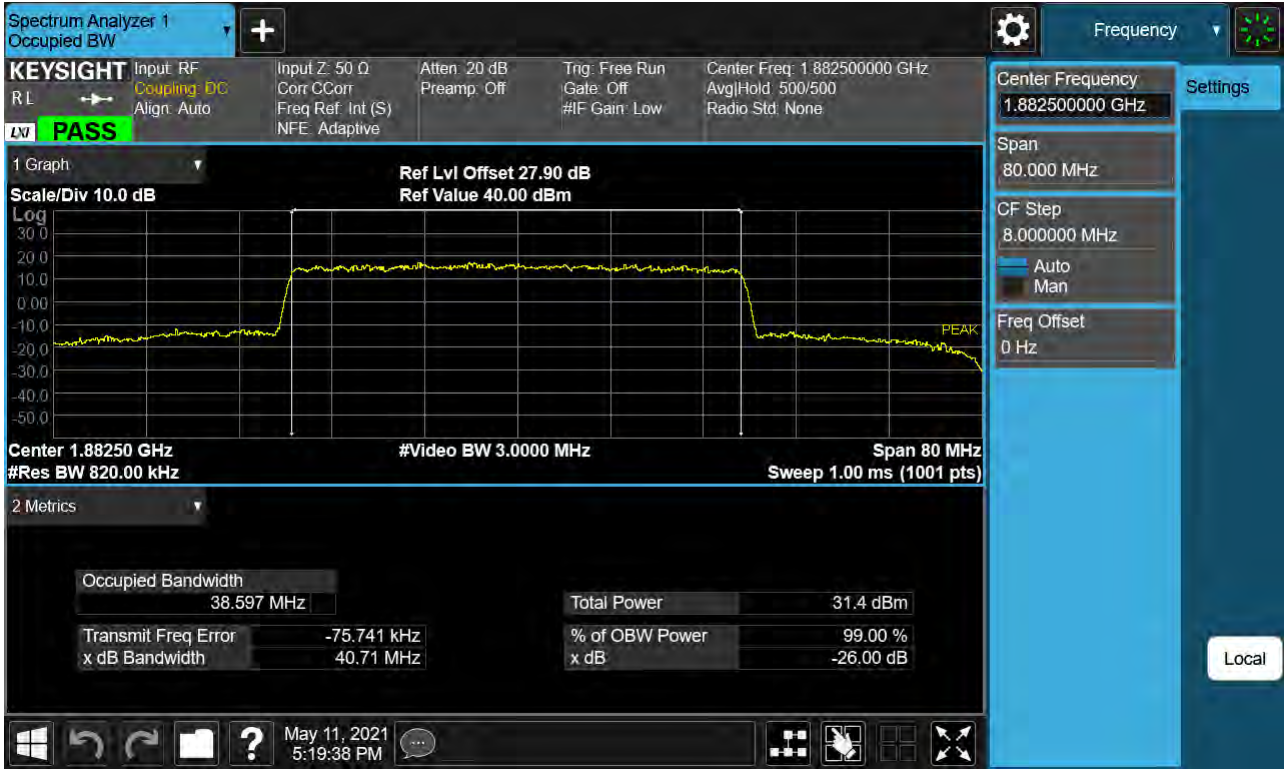 Spectrum Analyzer 1
Occupied BW
Frequency
KEYSIGHT
R L
LXI
PASS
Input: RF
Coupling: DC
Align: Auto
Input Z: 50 Ω
Corr CCorr
Freq Ref: Int (S)
NFE: Adaptive
Atten: 20 dB
Preamp: Off
Trig: Free Run
Gate: Off
#IF Gain: Low
Center Freq: 1.882500000 GHz
Avg|Hold: 500/500
Radio Std: None
1 Graph
Scale/Div 10.0 dB
Ref Lvl Offset 27.90 dB
Ref Value 40.00 dBm
Log
30.0
20.0
10.0
0.00
-10.0
-20.0
-30.0
-40.0
-50.0
PEAK
Center 1.88250 GHz
#Video BW 3.0000 MHz
Span 80 MHz
#Res BW 820.00 kHz
Sweep 1.00 ms (1001 pts)
2 Metrics
Occupied Bandwidth
38.597 MHz
Total Power 31.4 dBm
Transmit Freq Error -75.741 kHz
% of OBW Power 99.00 %
x dB Bandwidth 40.71 MHz
x dB -26.00 dB
May 11, 2021
5:19:38 PM
Center Frequency
1.882500000 GHz
Span
80.000 MHz
CF Step
8.000000 MHz
Auto
Man
Freq Offset
0 Hz
Settings
Local